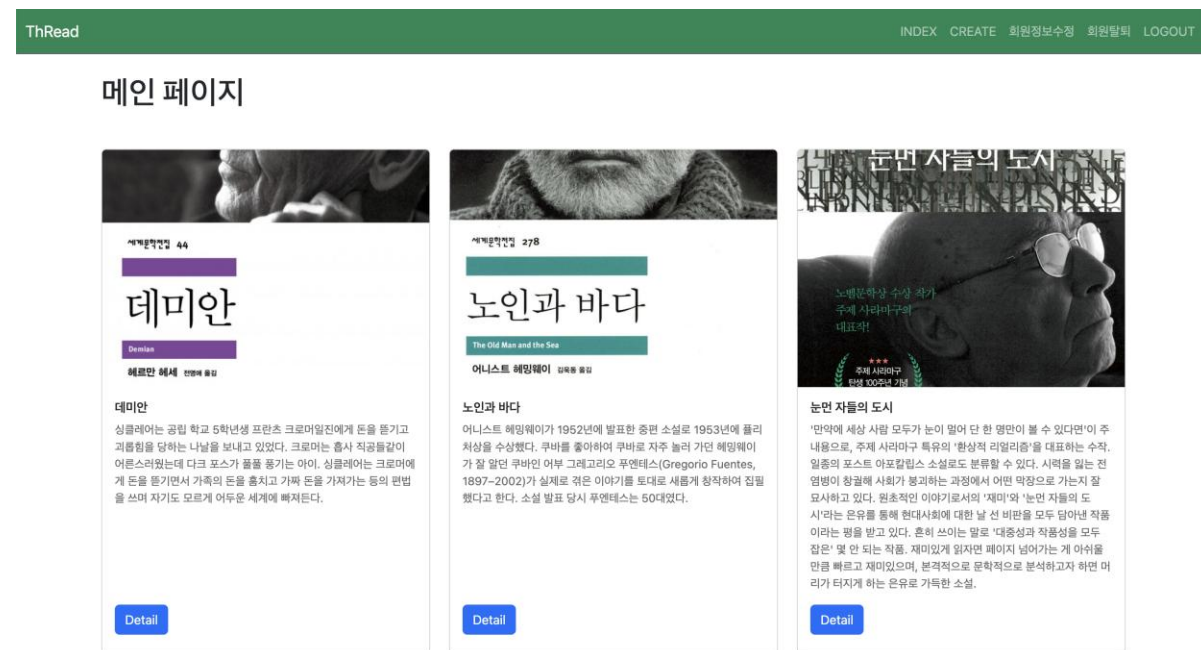 ThRead
INDEX CREATE 회원정보수정 회원탈퇴 LOGOUT
메인 페이지
세계문학전집 44
데미안
Demian
헤르만 헤세 전영애 옮김
데미안
싱클레어는 공립 학교 5학년생 프란츠 크로머일진에게 돈을 뜯기고
괴롭힘을 당하는 나날을 보내고 있었다. 크로머는 흡사 직공들같이
어른스러웠는데 다크 포스가 풀풀 풍기는 아이. 싱클레어는 크로머에
게 돈을 뜯기면서 가족의 돈을 훔치고 가짜 돈을 가져가는 등의 편법
을 쓰며 자기도 모르게 어두운 세계에 빠져든다.
Detail
세계문학전집 278
노인과 바다
The Old Man and the Sea
어니스트 헤밍웨이 김욱동 옮김
노인과 바다
어니스트 헤밍웨이가 1952년에 발표한 중편 소설로 1953년에 퓰리
처상을 수상했다. 쿠바를 좋아하여 쿠바로 자주 놀러 가던 헤밍웨이
가 잘 알던 쿠바인 어부 그레고리오 푸엔테스(Gregorio Fuentes,
1897–2002)가 실제로 겪은 이야기를 토대로 새롭게 창작하여 집필
했다고 한다. 소설 발표 당시 푸엔테스는 50대였다.
Detail
눈먼 자들의 도시
노벨문학상 수상 작가
주제 사라마구의
대표작!
주제 사라마구
탄생 100주년 기념
눈먼 자들의 도시
'만약에 세상 사람 모두가 눈이 멀어 단 한 명만이 볼 수 있다면'이 주
내용으로, 주제 사라마구 특유의 '환상적 리얼리즘'을 대표하는 수작.
일종의 포스트 아포칼립스 소설로도 분류할 수 있다. 시력을 잃는 전
염병이 창궐해 사회가 붕괴하는 과정에서 어떤 막장으로 가는지 잘
묘사하고 있다. 원초적인 이야기로서의 '재미'와 '눈먼 자들의 도
시'라는 은유를 통해 현대사회에 대한 날 선 비판을 모두 담아낸 작품
이라는 평을 받고 있다. 흔히 쓰이는 말로 '대중성과 작품성을 모두
잡은' 몇 안 되는 작품. 재미있게 읽자면 페이지 넘어가는 게 아쉬울
만큼 빠르고 재미있으며, 본격적으로 문학적으로 분석하고자 하면 머
리가 터지게 하는 은유로 가득한 소설.
Detail